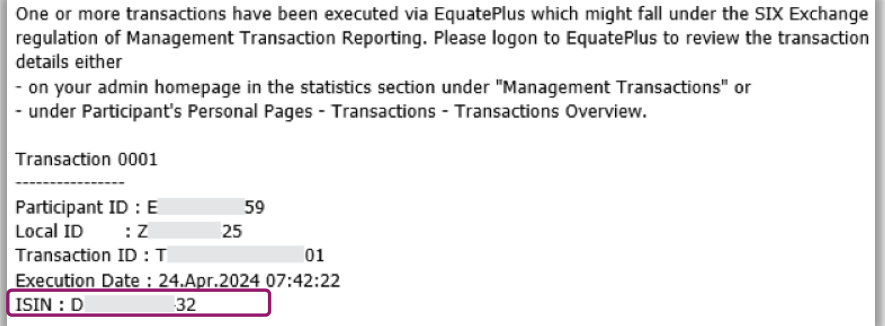 One or more transactions have been executed via EquatePlus which might fall under the SIX Exchange
regulation of Management Transaction Reporting. Please logon to EquatePlus to review the transaction
details either
- on your admin homepage in the statistics section under "Management Transactions" or
- under Participant's Personal Pages - Transactions - Transactions Overview.
Transaction 0001
----------------
Participant ID : E 59
Local ID : Z 25
Transaction ID : T 01
Execution Date : 24.Apr.2024 07:42:22
ISIN : D 32